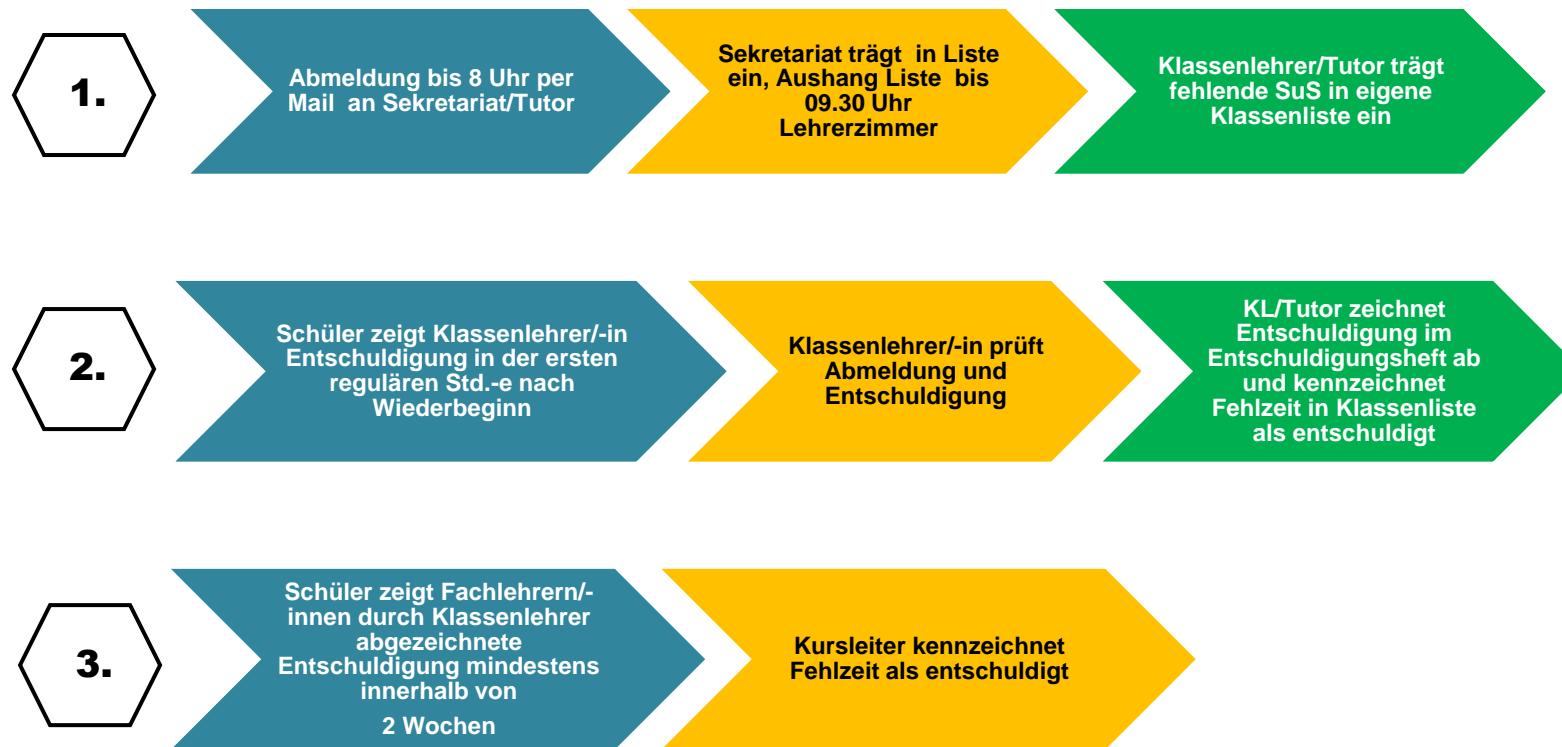 1.
Abmeldung bis 8 Uhr per
Mail an Sekretariat/Tutor
Sekretariat trägt in Liste
ein, Aushang Liste bis
09.30 Uhr
Lehrerzimmer
Klassenlehrer/Tutor trägt
fehlende SuS in eigene
Klassenliste ein
2.
Schüler zeigt Klassenlehrer/-in
Entschuldigung in der ersten
regulären Std.-e nach
Wiederbeginn
Klassenlehrer/-in prüft
Abmeldung und
Entschuldigung
KL/Tutor zeichnet
Entschuldigung im
Entschuldigungsheft ab
und kennzeichnet
Fehlzeit in Klassenliste
als entschuldigt
3.
Schüler zeigt Fachlehrern/-
innen durch Klassenlehrer
abgezeichnete
Entschuldigung mindestens
innerhalb von
2 Wochen
Kursleiter kennzeichnet
Fehlzeit als entschuldigt